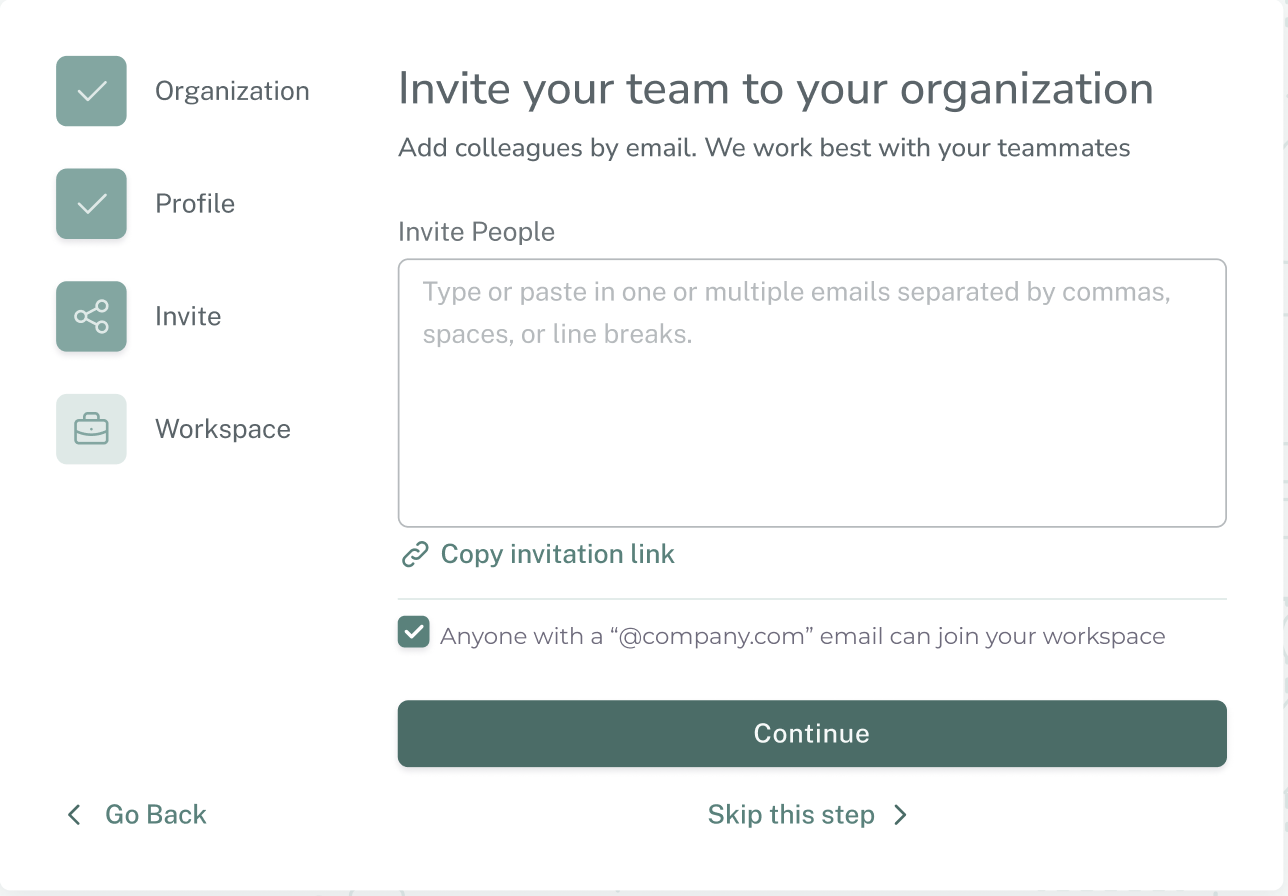 Organization
Profile
Invite
Workspace
Invite your team to your organization
Add colleagues by email. We work best with your teammates
Invite People
Type or paste in one or multiple emails separated by commas,
spaces, or line breaks.
Copy invitation link
Anyone with a “@company.com” email can join your workspace
Continue
Go Back
Skip this step